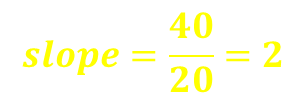 slope = 40/20 = 2